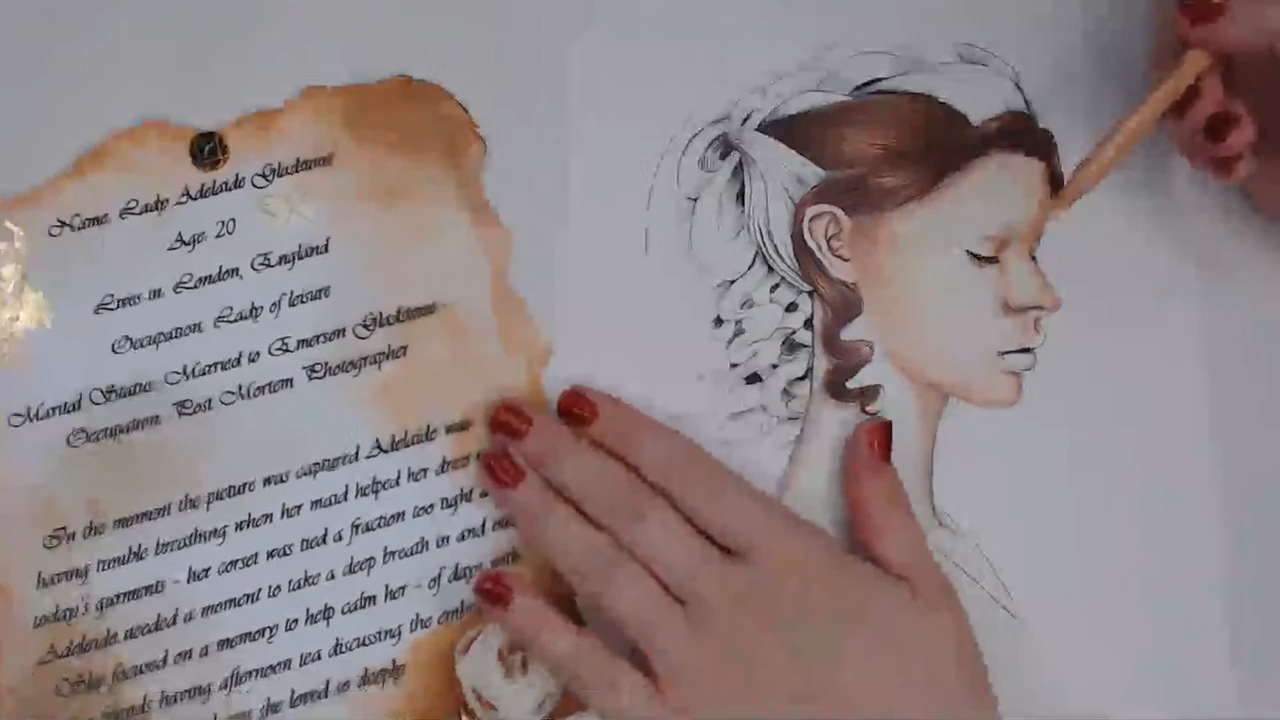 Name: Lady Adelaide Gladstone
Age: 20
Lives in: London, England
Occupation: Lady of leisure
Marital Status: Married to Emerson Gladstone -
Occupation: Post Mortem Photographer
In the moment the picture was captured Adelaide was
having trouble breathing when her maid helped her dress
today's garments - her corset was tied a fraction too tight
Adelaide needed a moment to take a deep breath in and
She focused on a memory to help calm her - of days
having afternoon tea discussing the
she loved so deeply